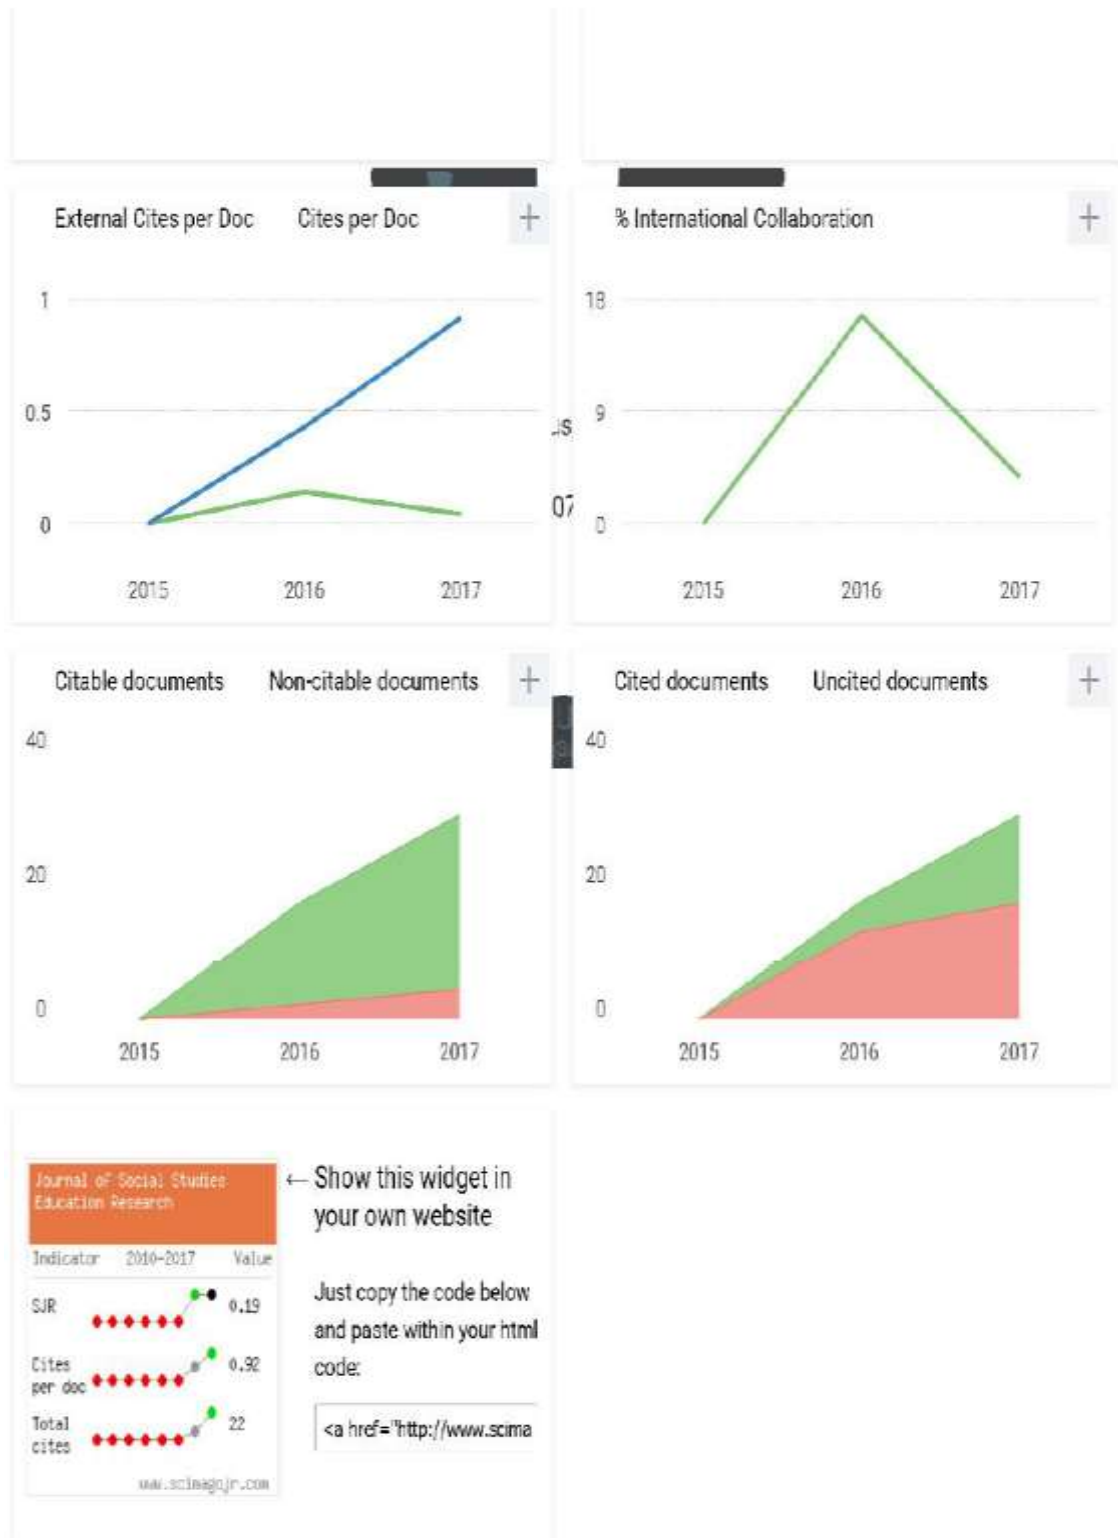 External Cites per Doc Cites per Doc +
1
0.5
0
2015 2016 2017
% International Collaboration +
18
9
0
2015 2016 2017
us
07
Citable documents Non-citable documents +
40
20
0
2015 2016 2017
Cited documents Uncited documents +
40
20
0
2015 2016 2017
Journal of Social Studies
Education Research
Indicator 2010-2017 Value
SJR 0.19
Cites
per doc 0.92
Total
cites 22
www.scimagojr.com
← Show this widget in
your own website
Just copy the code below
and paste within your html
code:
<a href="http://www.scima